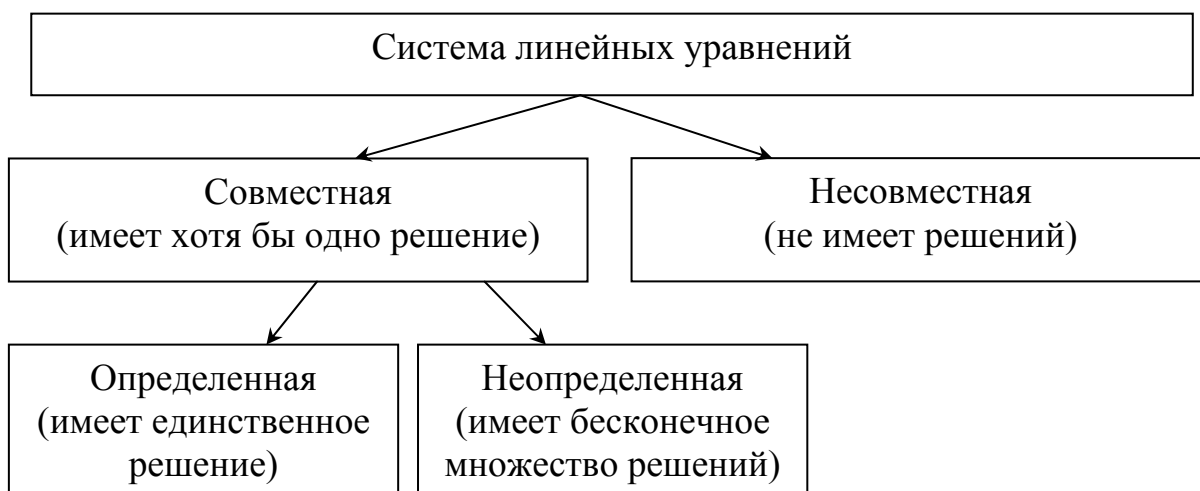 Система линейных уравнений
Совместная
(имеет хотя бы одно решение)
Несовместная
(не имеет решений)
Определенная
(имеет единственное
решение)
Неопределенная
(имеет бесконечное
множество решений)